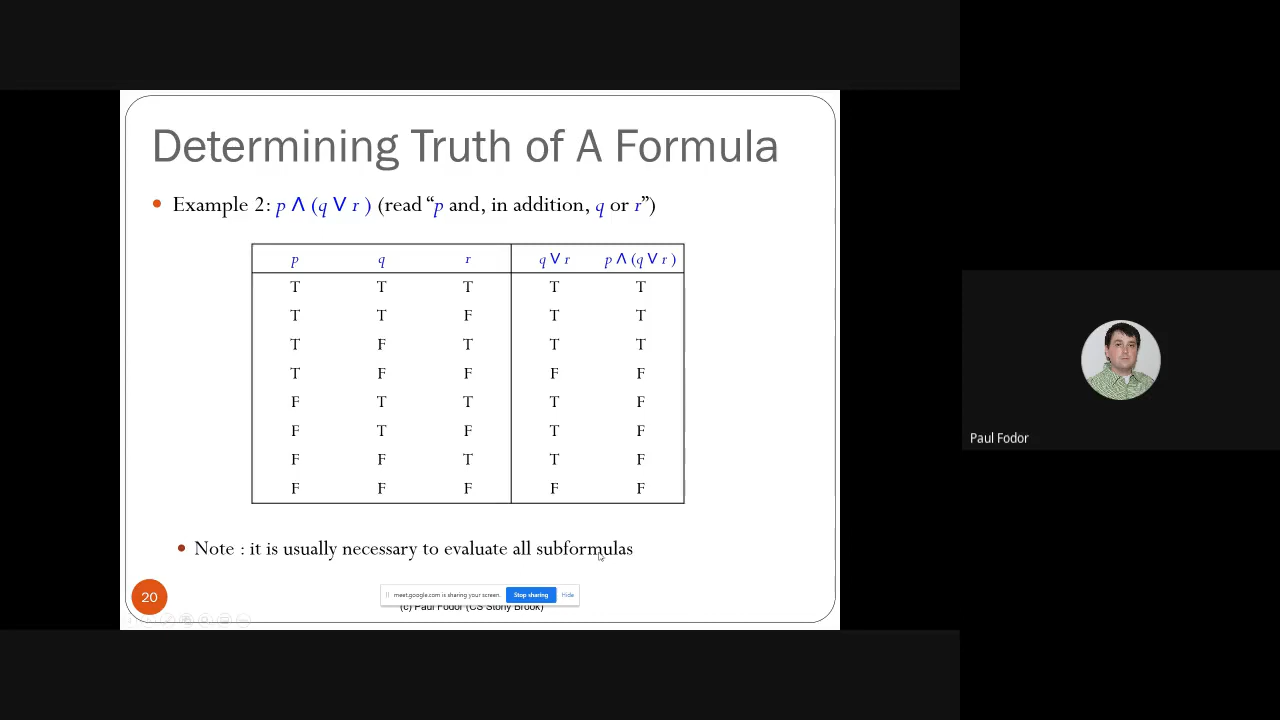 Determining Truth of A Formula
• Example 2: p ∧ (q ∨ r ) (read “p and, in addition, q or r”)
p q r q ∨ r p ∧ (q ∨ r )
T T T T T
T T F T T
T F T T T
T F F F F
F T T T F
F T F T F
F F T T F
F F F F F
• Note : it is usually necessary to evaluate all subformulas
20
meet.google.com is sharing your screen. Stop sharing Hide
(c) Paul Fodor (CS Stony Brook)
Paul Fodor